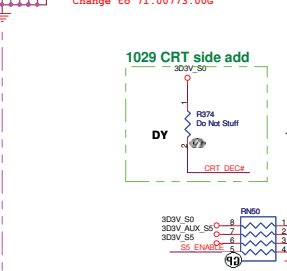 Change to 71.00773.00G
1029 CRT side add
3D3V_S0
1
R374
Do Not Stuff
DY
2
CRT_DEC#
RN50
3D3V_S0 8 1
3D3V_AUX_S5 7 2
3D3V_S5 6 3
S5_ENABLE 5 4